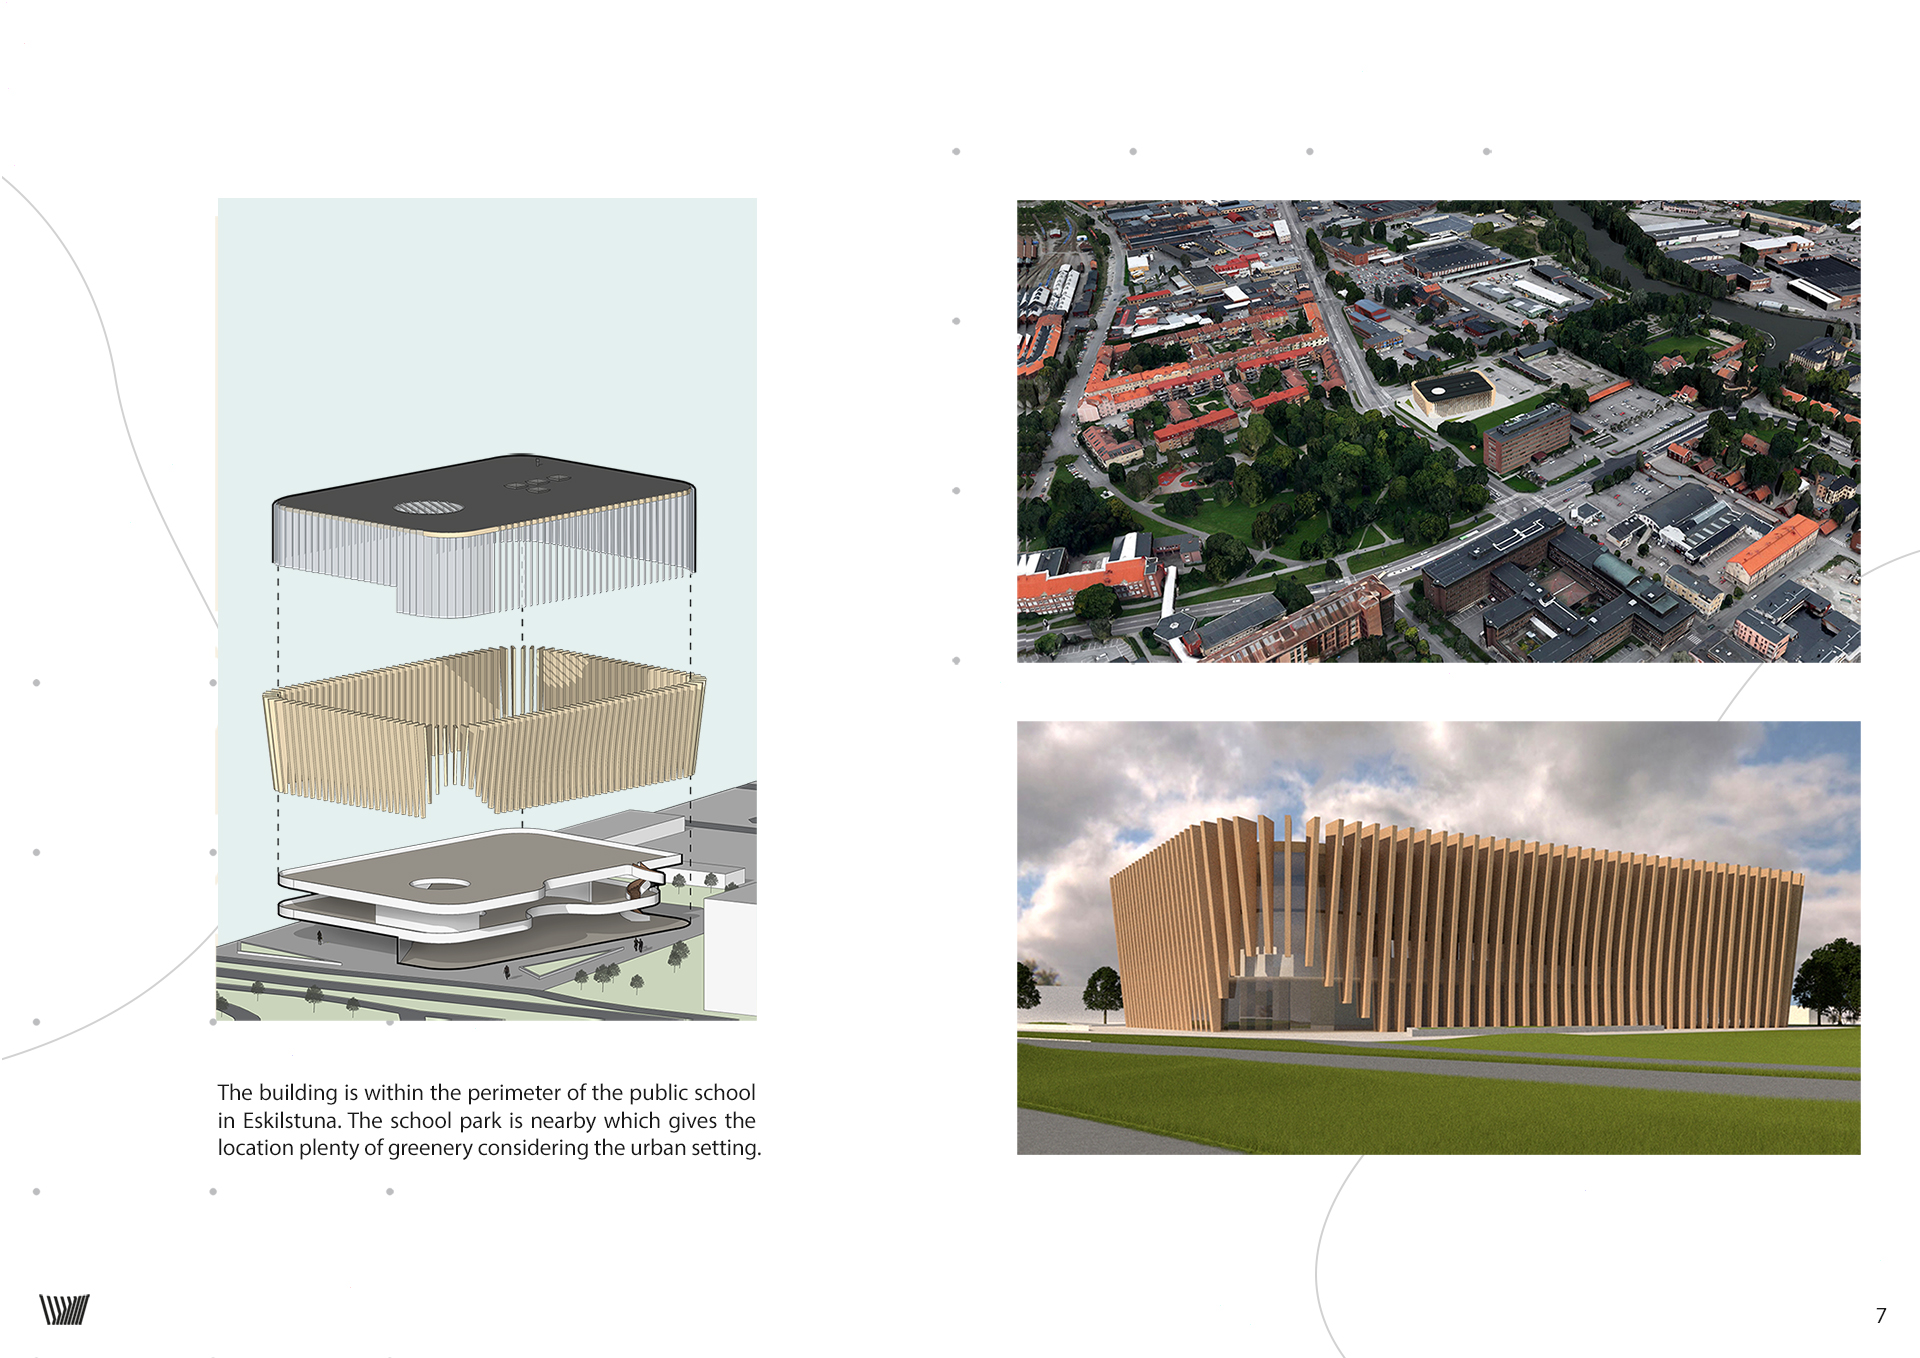 The building is within the perimeter of the public school
in Eskilstuna. The school park is nearby which gives the
location plenty of greenery considering the urban setting.
7